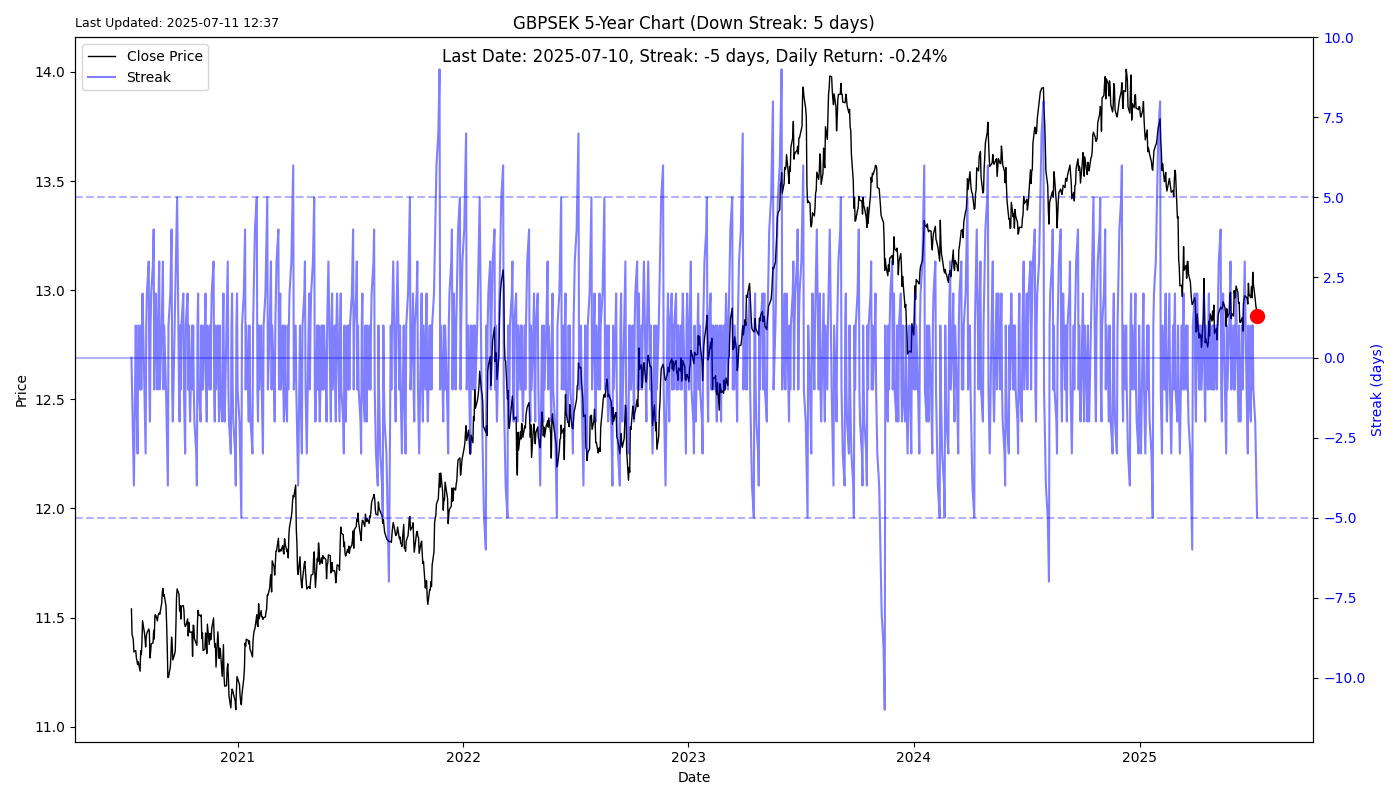 Last Updated: 2025-07-11 12:37
GBPSEK 5-Year Chart (Down Streak: 5 days)
Last Date: 2025-07-10, Streak: -5 days, Daily Return: -0.24%
Close Price
Streak
14.0
13.5
13.0
12.5
12.0
11.5
11.0
Price
10.0
7.5
5.0
2.5
0.0
−2.5
−5.0
−7.5
−10.0
Streak (days)
2021
2022
2023
2024
2025
Date